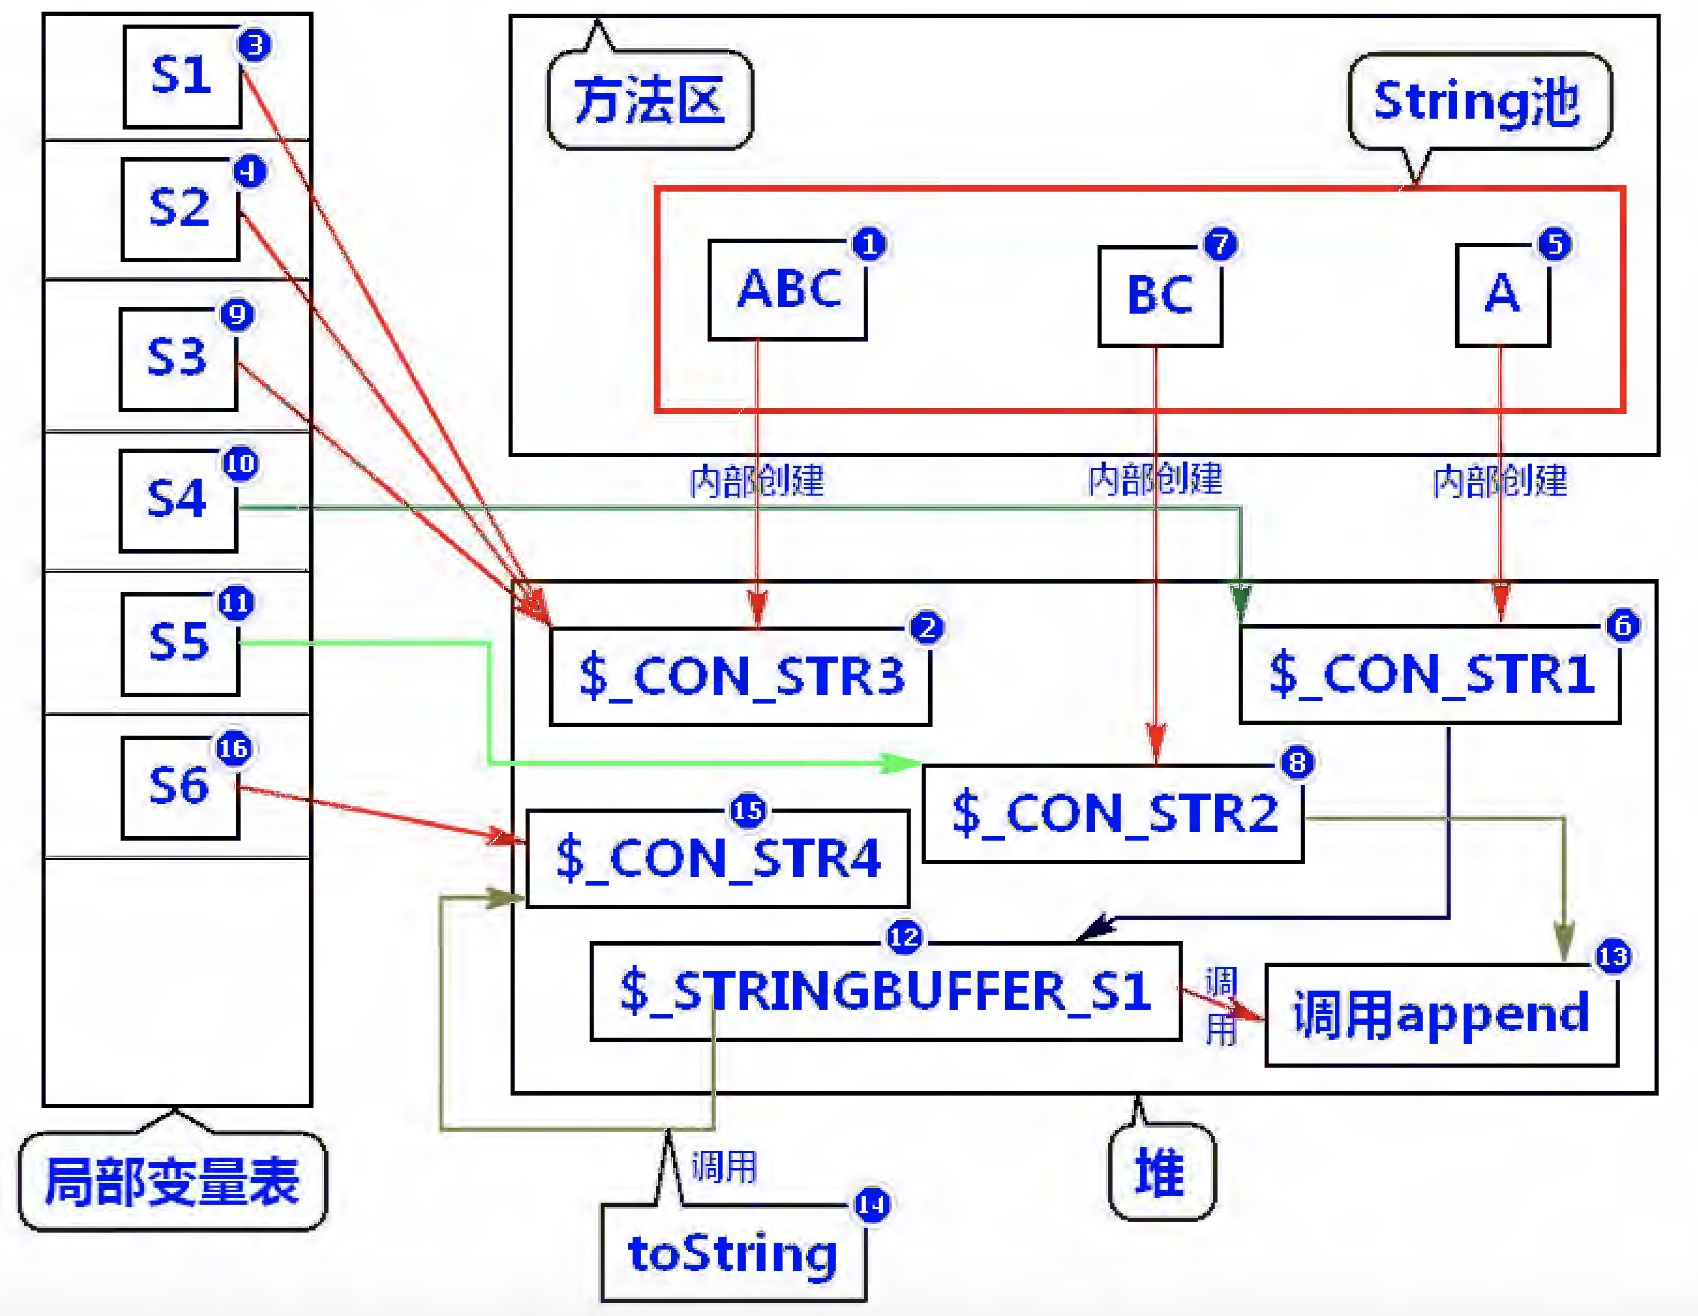 S1
3
S2
4
S3
9
S4
10
S5
11
S6
16
局部变量表
方法区
String池
ABC
1
BC
7
A
5
内部创建
内部创建
内部创建
$_CON_STR3
2
$_CON_STR1
6
$_CON_STR2
8
$_CON_STR4
15
$_STRINGBUFFER_S1
12
调
用
调用append
13
调用
toString
14
堆